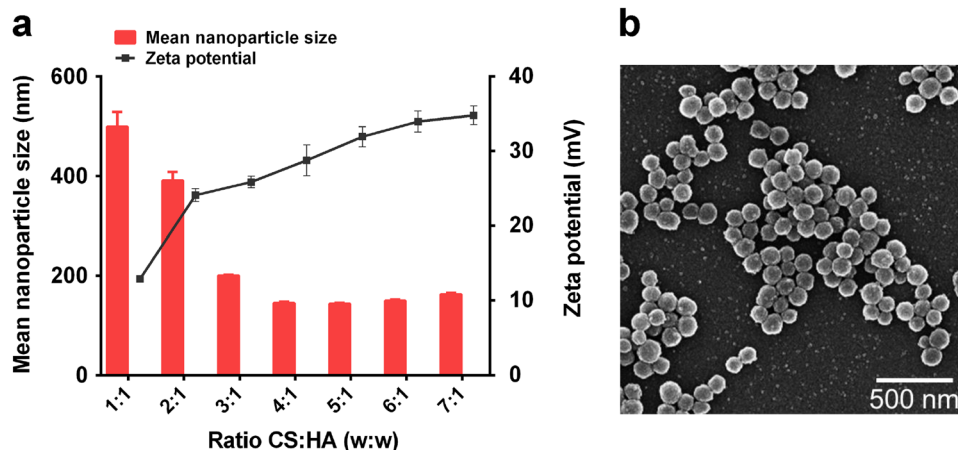 a
Mean nanoparticle size
Zeta potential
Mean nanoparticle size (nm)
600
400
200
0
40
30
20
10
0
Zeta potential (mV)
1:1 2:1 3:1 4:1 5:1 6:1 7:1
Ratio CS:HA (w:w)
b
500 nm